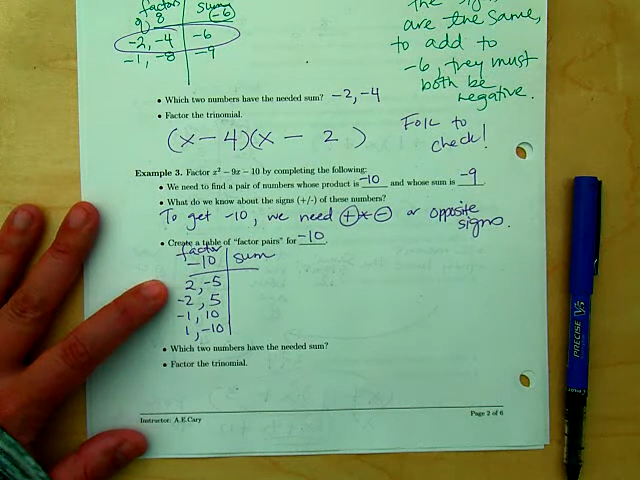 factor sum
of 8 (-6)
-2, -4 -6
-1, -8 -9
the signs
are the same,
to add to
-6, they must
both be
negative.
• Which two numbers have the needed sum? -2, -4
• Factor the trinomial.
(x - 4)(x - 2)
FOIL to
check!
Example 3. Factor x² - 9x - 10 by completing the following:
• We need to find a pair of numbers whose product is -10 and whose sum is -9.
• What do we know about the signs (+/-) of these numbers?
To get -10, we need ⊕*⊖ or opposite
signs.
• Create a table of "factor pairs" for -10.
factor
-10 sum
2, -5
-2, 5
-1, 10
1, -10
• Which two numbers have the needed sum?
• Factor the trinomial.
Instructor: A.E.Cary Page 2 of 6
PRECISE V5
PILOT